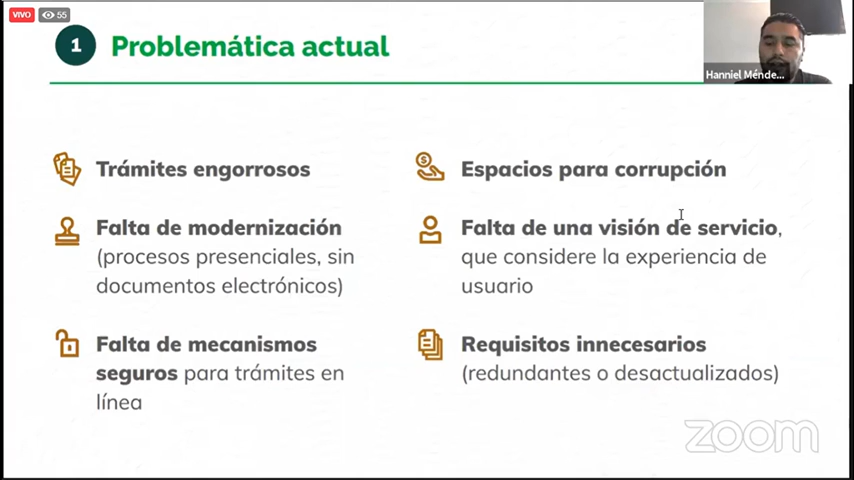 VIVO 55
1 Problemática actual
Hanniel Ménde...
Trámites engorrosos
Falta de modernización
(procesos presenciales, sin
documentos electrónicos)
Falta de mecanismos
seguros para trámites en
línea
Espacios para corrupción
Falta de una visión de servicio,
que considere la experiencia de
usuario
Requisitos innecesarios
(redundantes o desactualizados)
zoom